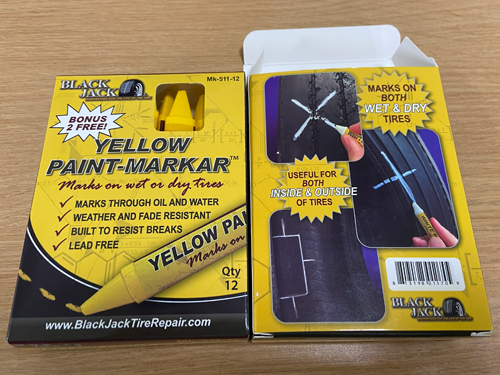 BLACK JACK
Mk-511-12
BONUS
2 FREE!
YELLOW
PAINT-MARKAR™
Marks on wet or dry tires
✓ MARKS THROUGH OIL AND WATER
✓ WEATHER AND FADE RESISTANT
✓ BUILT TO RESIST BREAKS
✓ LEAD FREE
YELLOW PAI
Marks on
Qty
12
www.BlackJackTireRepair.com
MARKS ON
BOTH
WET & DRY
TIRES
USEFUL FOR
BOTH
INSIDE & OUTSIDE
OF TIRES
BLACK JACK